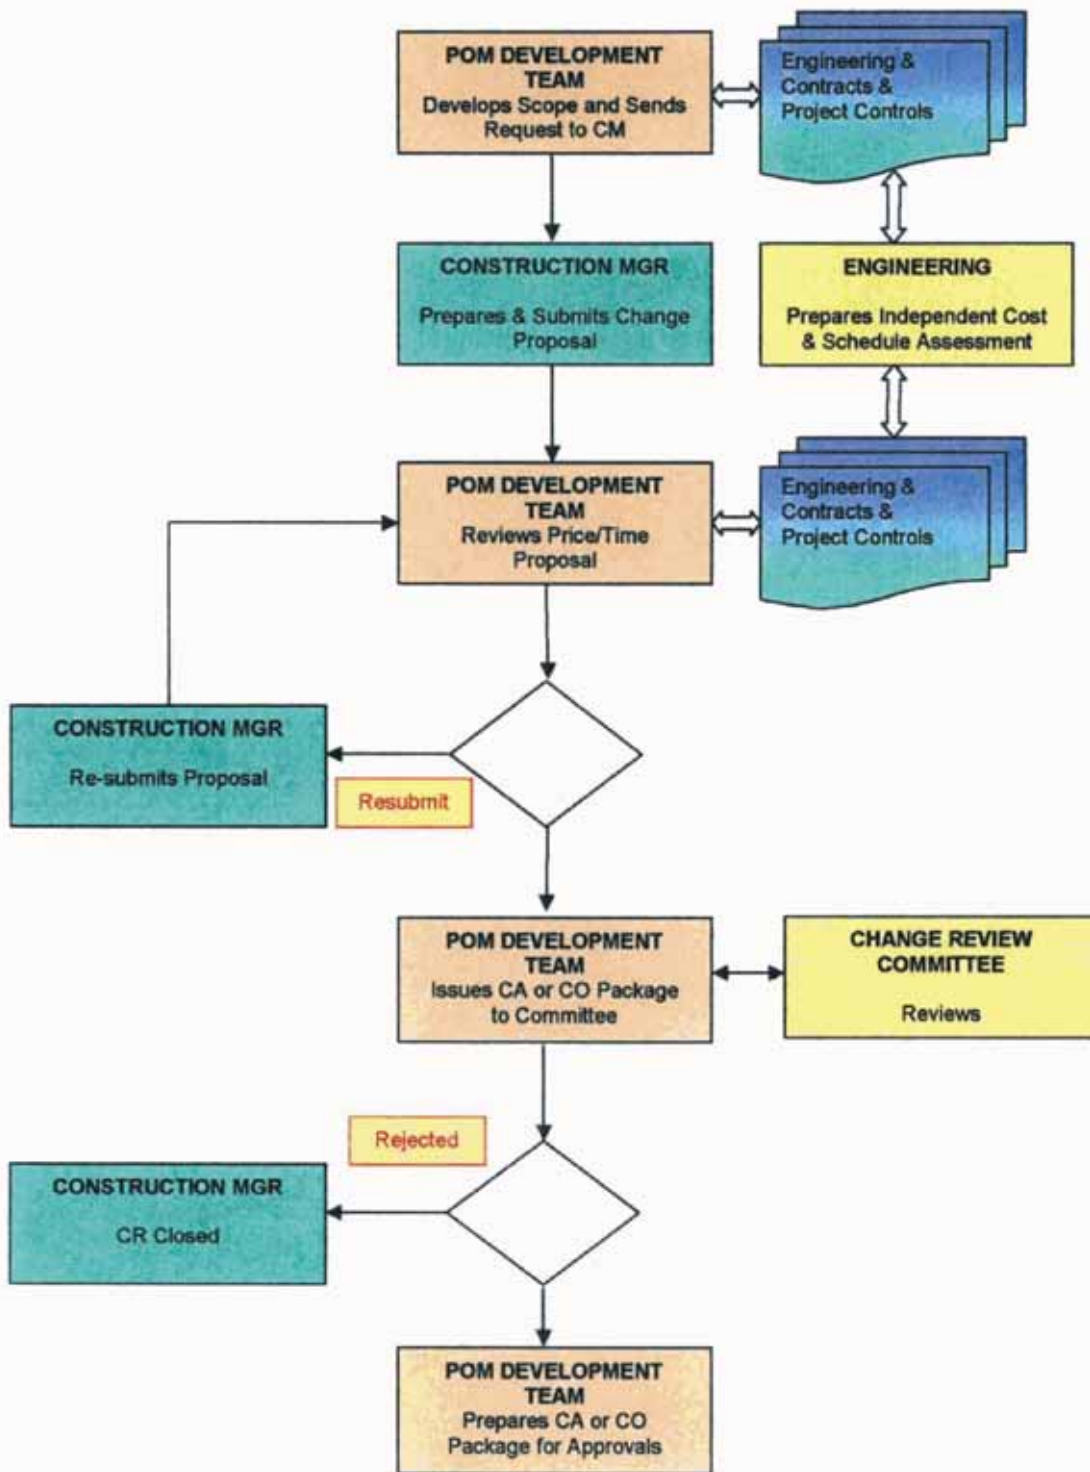 POM DEVELOPMENT
TEAM
Develops Scope and Sends
Request to CM
Engineering &
Contracts &
Project Controls
CONSTRUCTION MGR
Prepares & Submits Change
Proposal
ENGINEERING
Prepares Independent Cost
& Schedule Assessment
POM DEVELOPMENT
TEAM
Reviews Price/Time
Proposal
Engineering &
Contracts &
Project Controls
CONSTRUCTION MGR
Re-submits Proposal
Resubmit
POM DEVELOPMENT
TEAM
Issues CA or CO Package
to Committee
CHANGE REVIEW
COMMITTEE
Reviews
Rejected
CONSTRUCTION MGR
CR Closed
POM DEVELOPMENT
TEAM
Prepares CA or CO
Package for Approvals